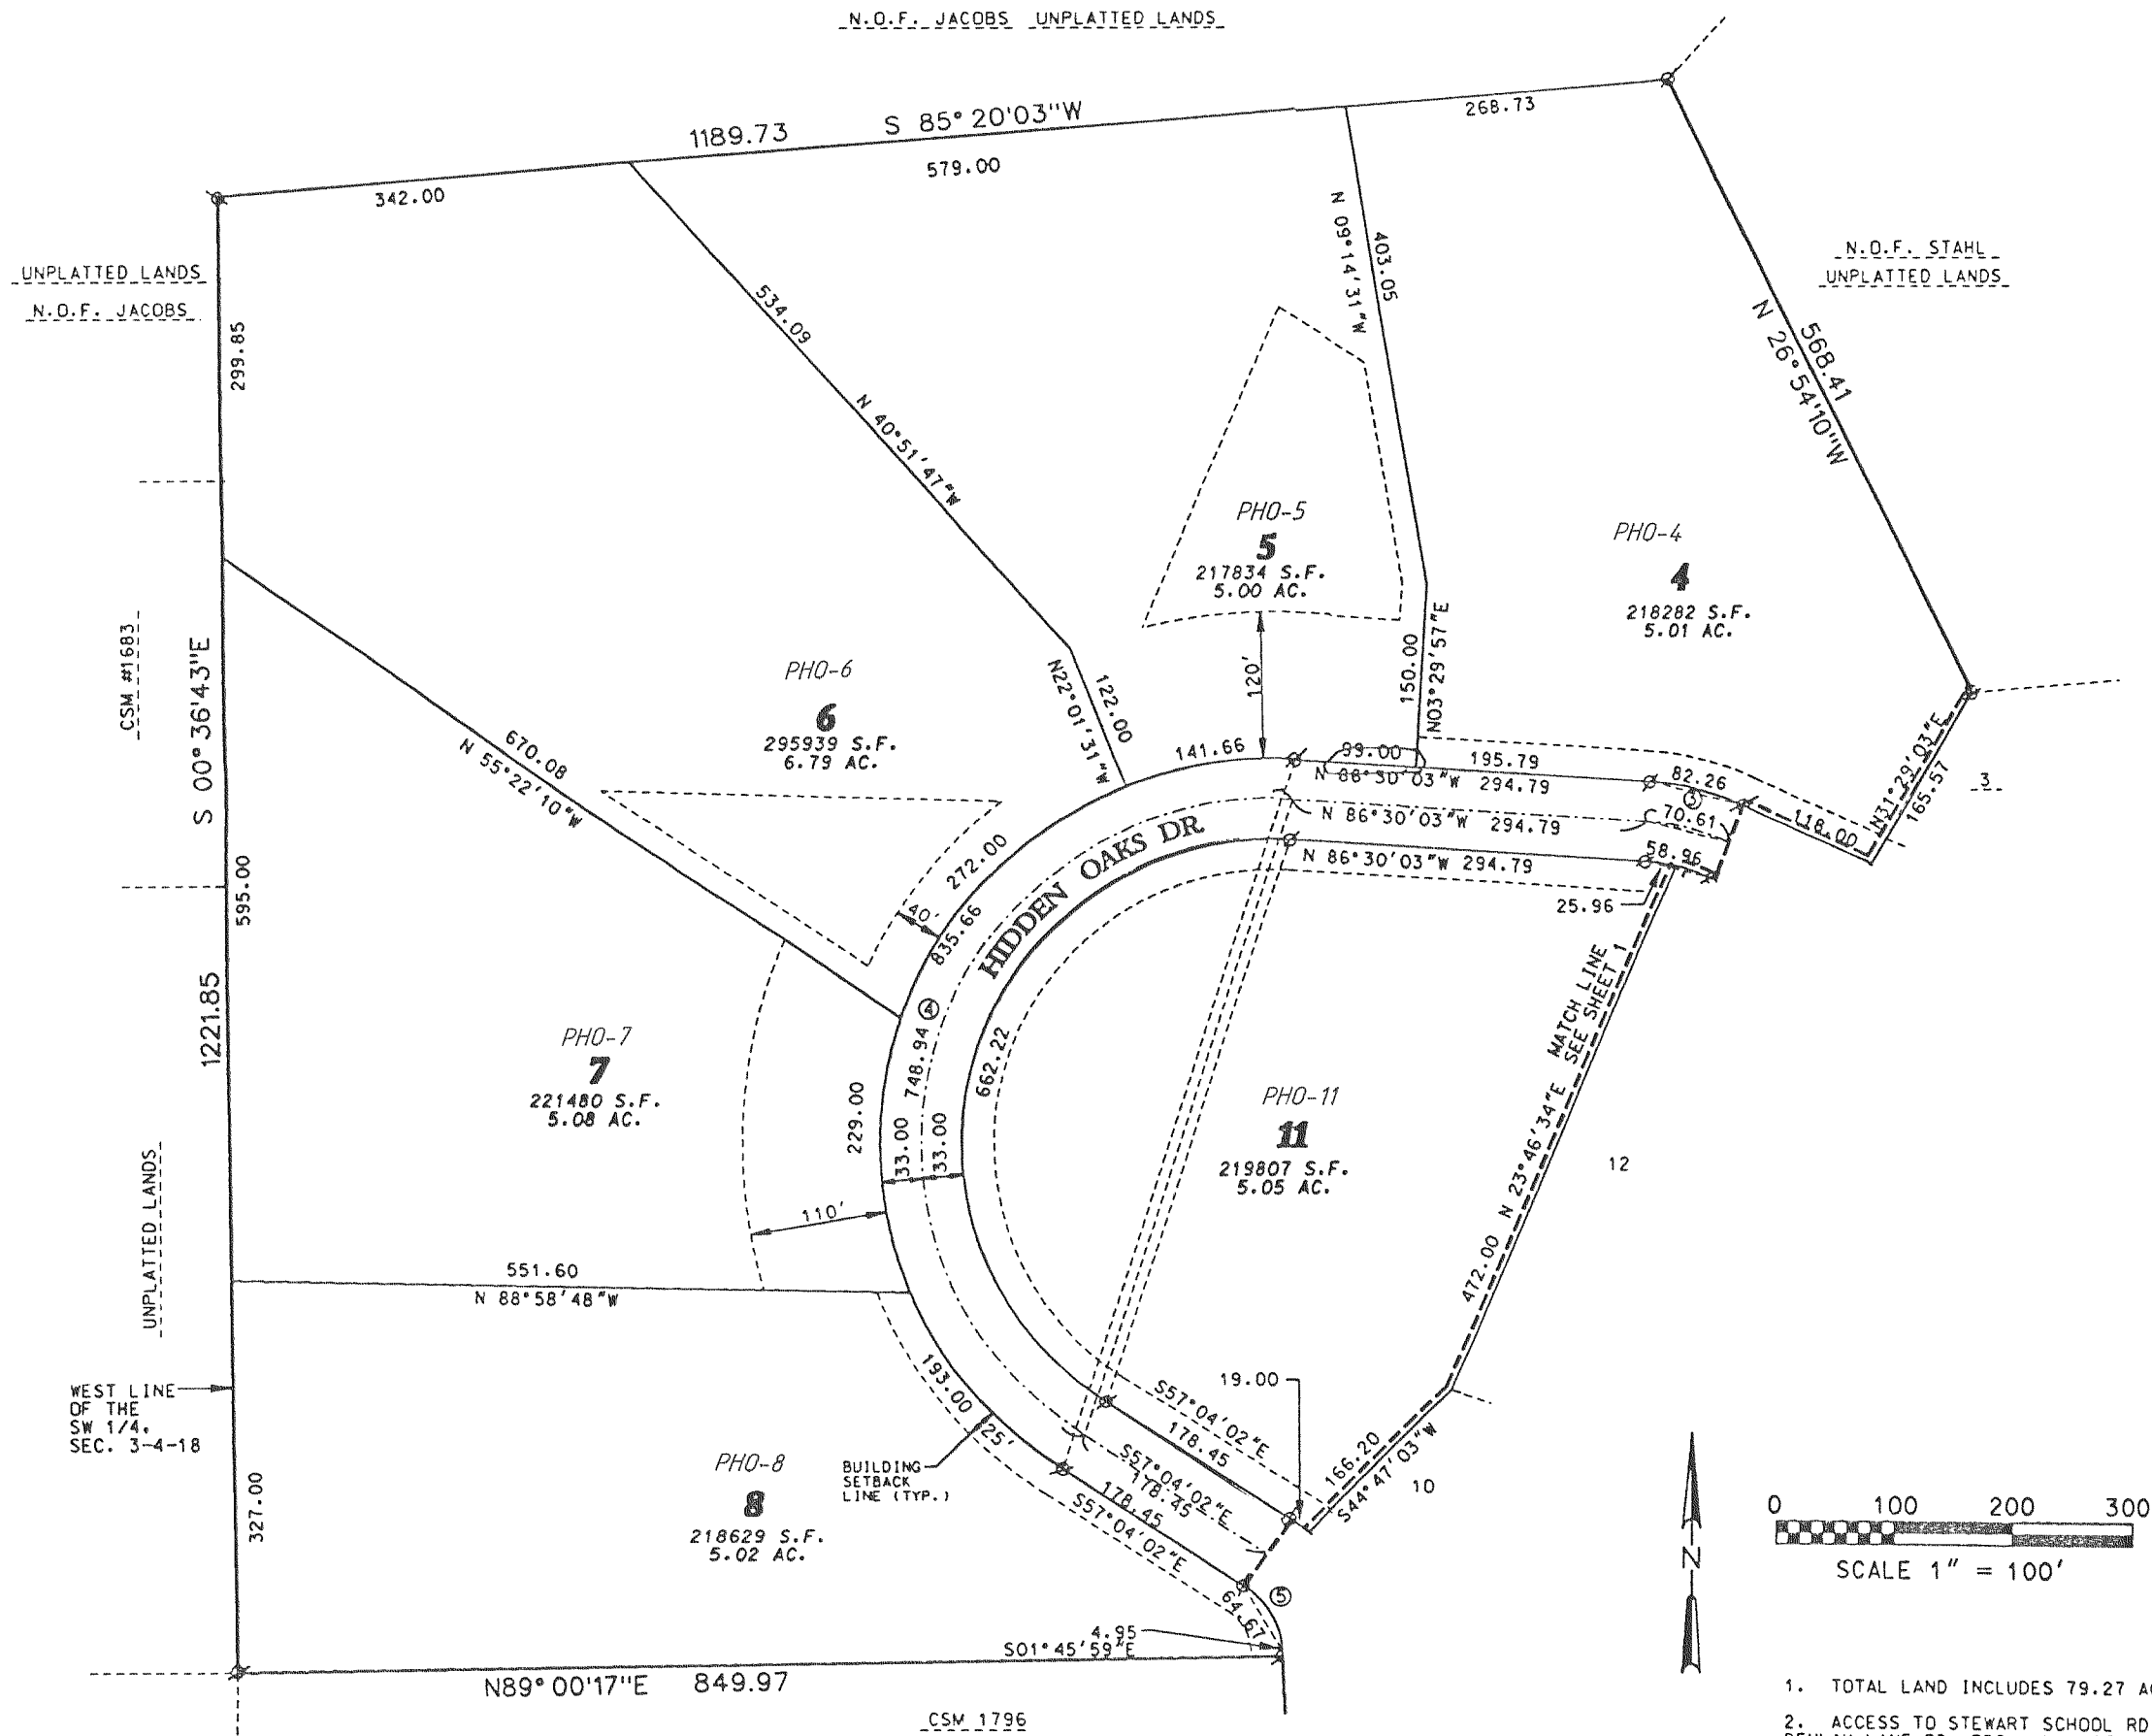 N.O.F. JACOBS UNPLATTED LANDS
1189.73 S 85°20'03"W
268.73
579.00
342.00
UNPLATTED LANDS
N.O.F. JACOBS
299.85
N.O.F. STAHL
UNPLATTED LANDS
534.09
N 40°51'47"W
403.05
N 09°14'31"W
568.41
N 26°54'10"W
PHO-5
5
217834 S.F.
5.00 AC.
PHO-4
4
218282 S.F.
5.01 AC.
CSM #1683
S 00°36'43"E
1221.85
595.00
PHO-6
6
295939 S.F.
6.79 AC.
122.00
N22°01'31"W
120'
150.00
N03°29'57"E
670.08
N 55°22'10"W
141.66
99.00
195.79
N 86°30'03"W 294.79
82.26
3
118.00
N31°29'03"E
165.57
3
N 86°30'03"W 294.79
70.61
N 86°30'03"W 294.79
58.96
25.96
272.00
40'
835.66
HIDDEN OAKS DR.
MATCH LINE
SEE SHEET 1
PHO-7
7
221480 S.F.
5.08 AC.
4
748.94
662.22
229.00
33.00
33.00
110'
PHO-11
11
219807 S.F.
5.05 AC.
472.00 N 23°46'34"E
12
UNPLATTED LANDS
551.60
N 88°58'48"W
WEST LINE
OF THE
SW 1/4,
SEC. 3-4-18
327.00
193.00
25'
BUILDING
SETBACK
LINE (TYP.)
PHO-8
8
218629 S.F.
5.02 AC.
19.00
S57°04'02"E
178.45
S57°04'02"E
178.45
178.45
S57°04'02"E
166.20
S44°47'03"W
10
5
64.67
4.95
S01°45'59"E
N89°00'17"E 849.97
CSM 1796
N
0 100 200 300
SCALE 1" = 100'
1. TOTAL LAND INCLUDES 79.27 A
2. ACCESS TO STEWART SCHOOL RD